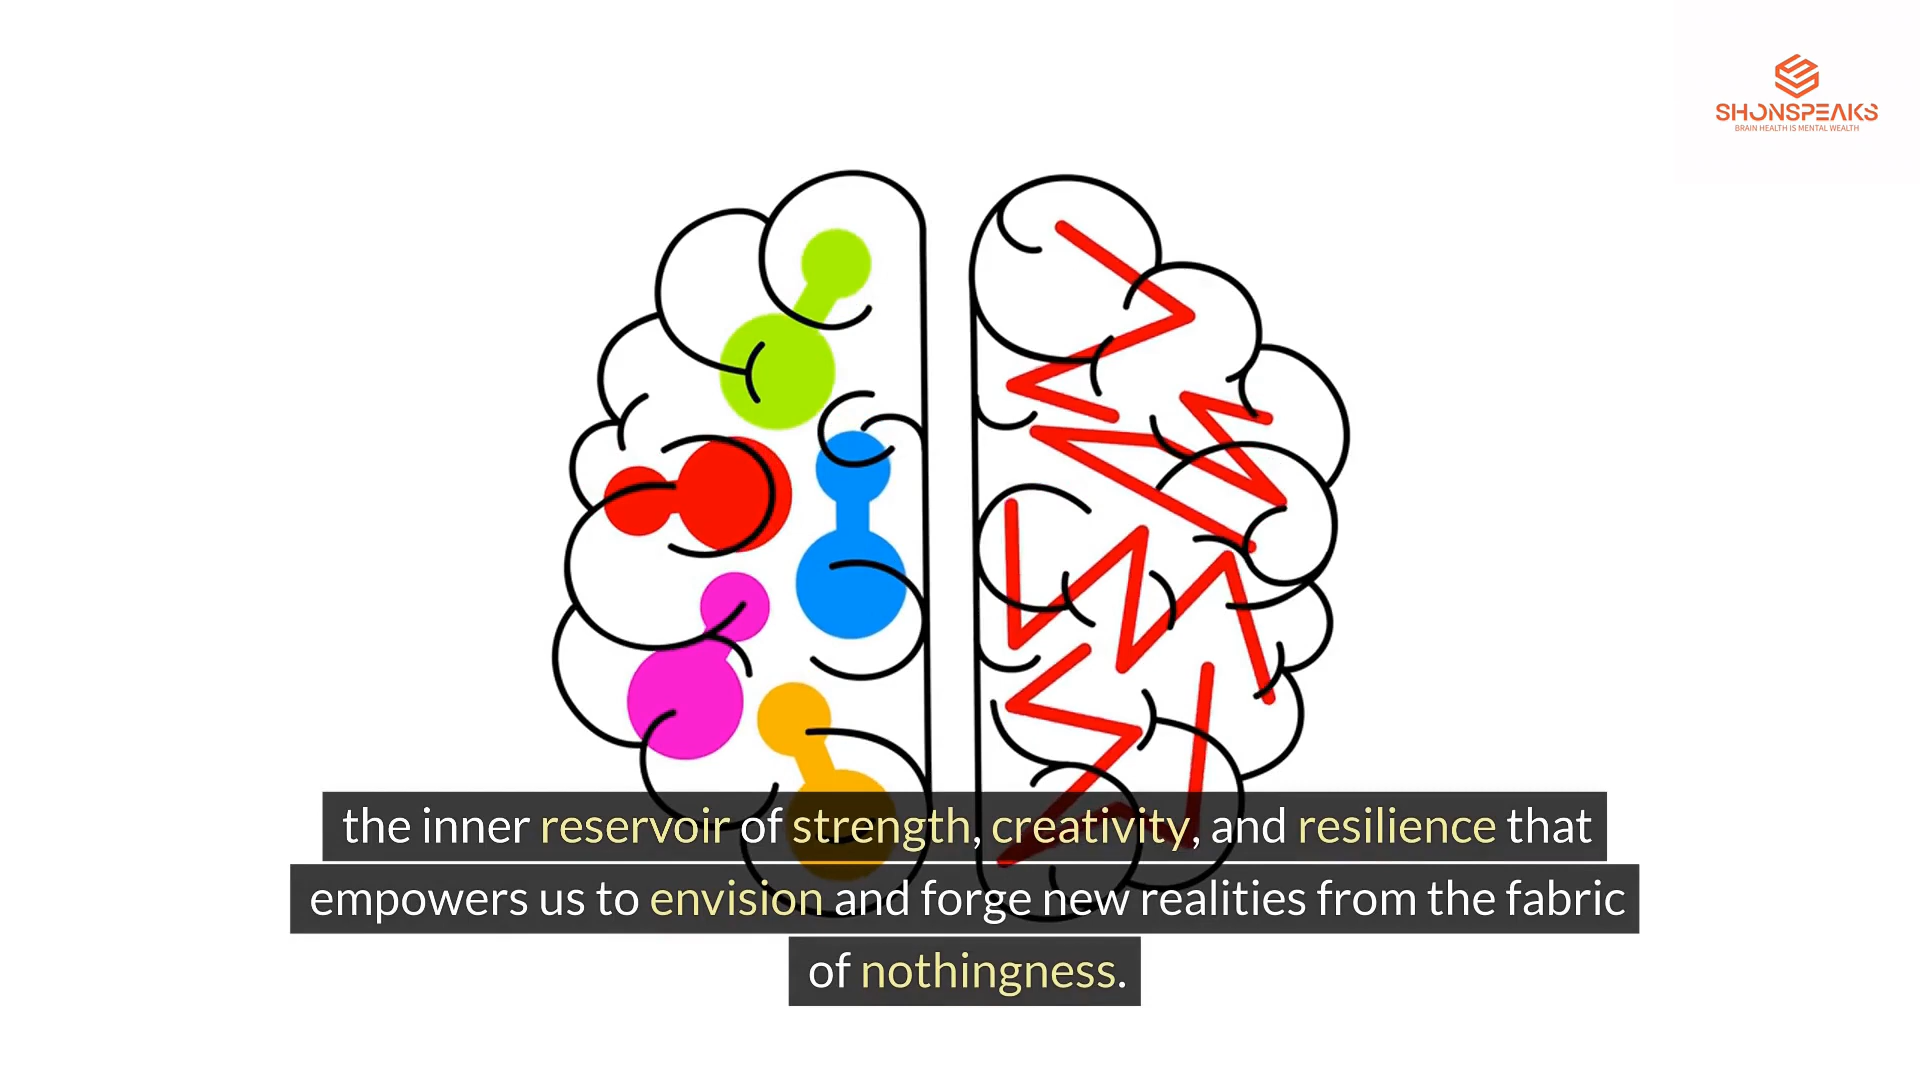 SHONSPEAKS
BRAIN HEALTH IS MENTAL WEALTH
the inner reservoir of strength, creativity, and resilience that
empowers us to envision and forge new realities from the fabric
of nothingness.